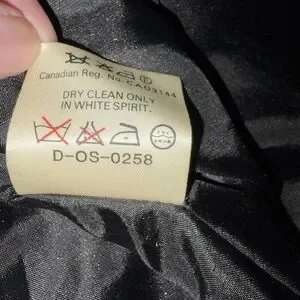 Canadian Reg. No. CA03144
DRY CLEAN ONLY
IN WHITE SPIRIT.
D-OS-0258